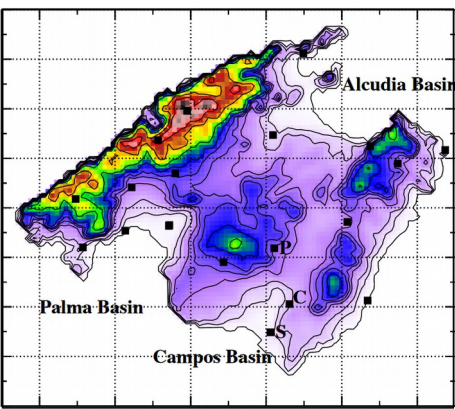 Alcudia Basin
P
C
Palma Basin
S
Campos Basin